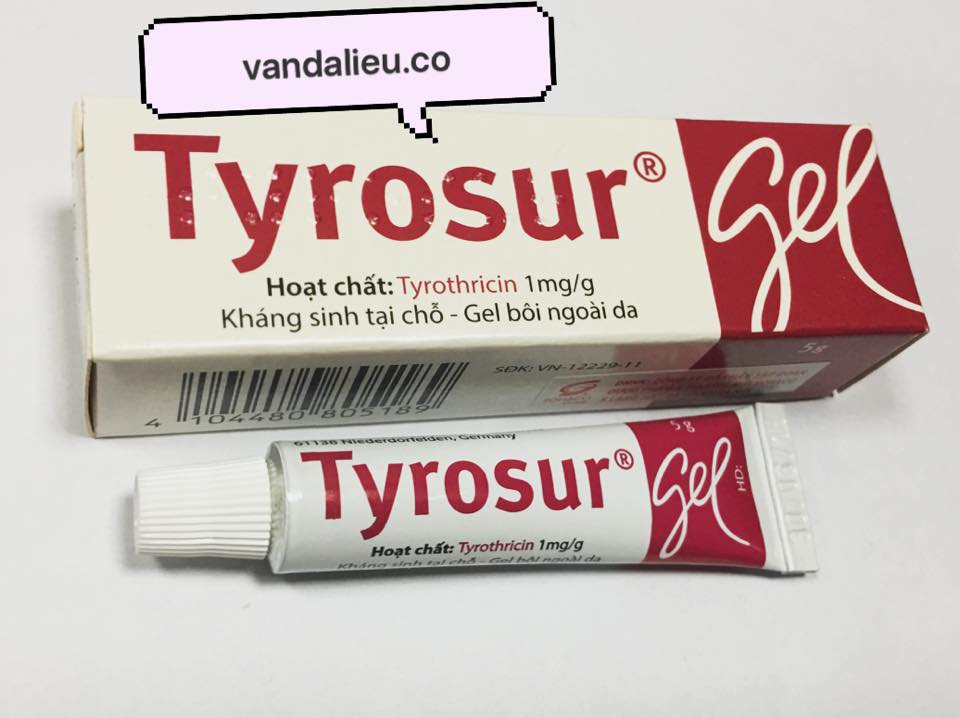 vandalieu.co
Tyrosur®
gel
Hoạt chất: Tyrothricin 1mg/g
Kháng sinh tại chỗ - Gel bôi ngoài da
5g
SĐK: VN-12229-11
4 104480 805189
61138 Niederdorfelden, Germany
5g
Tyrosur®
gel
HD:
Hoạt chất: Tyrothricin 1mg/g
Kháng sinh tại chỗ - Gel bôi ngoài da